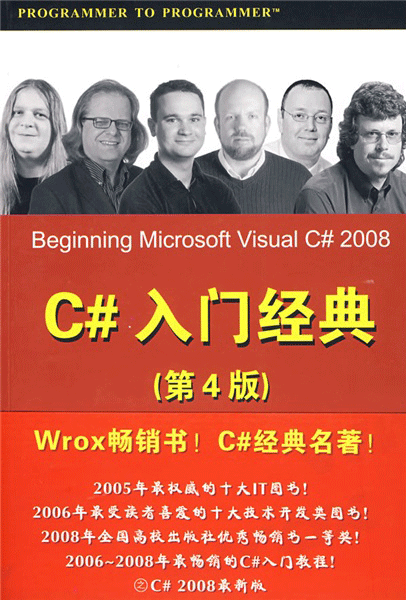 PROGRAMMER TO PROGRAMMER™
Beginning Microsoft Visual C# 2008
C# 入门经典
(第 4 版)
Wrox畅销书！C#经典名著！
2005年最权威的十大IT图书！
2006年最受读者喜爱的十大技术开发类图书！
2008年全国高校出版社优秀畅销书一等奖！
2006~2008年最畅销的C#入门教程！
之C# 2008最新版